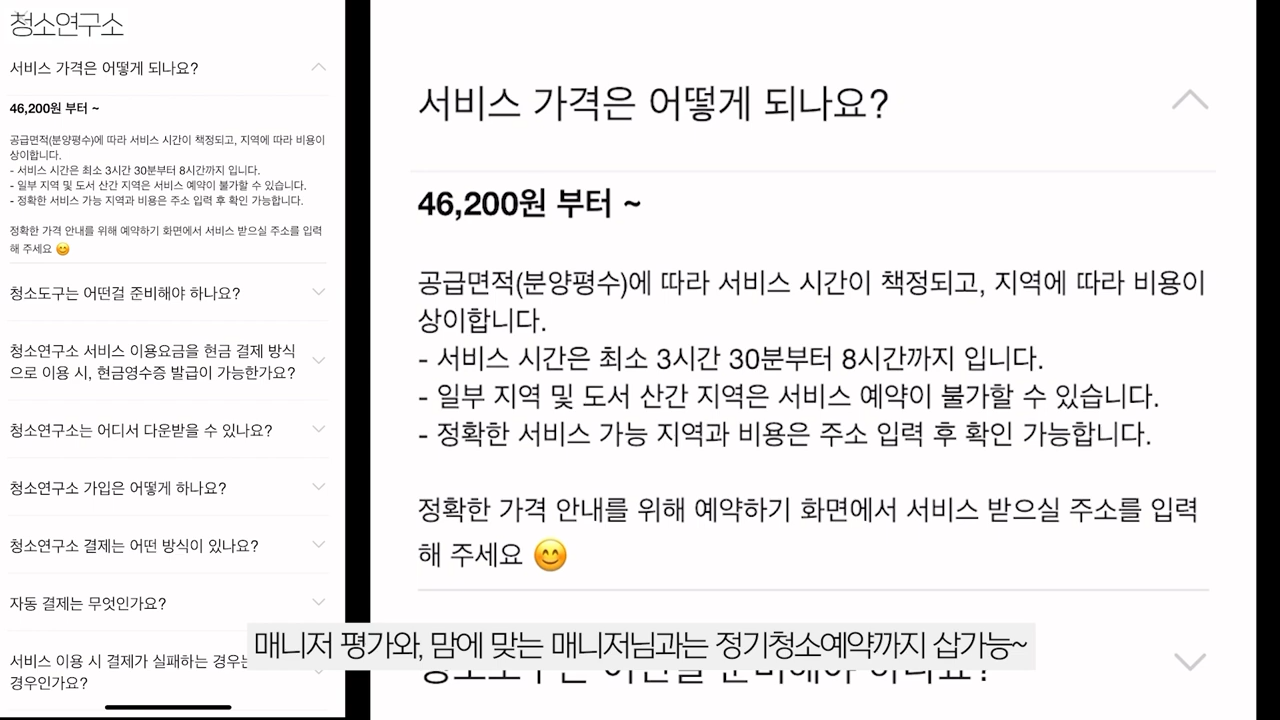 청소연구소
서비스 가격은 어떻게 되나요?
46,200원 부터 ~
공급면적(분양평수)에 따라 서비스 시간이 책정되고, 지역에 따라 비용이
상이합니다.
- 서비스 시간은 최소 3시간 30분부터 8시간까지 입니다.
- 일부 지역 및 도서 산간 지역은 서비스 예약이 불가할 수 있습니다.
- 정확한 서비스 가능 지역과 비용은 주소 입력 후 확인 가능합니다.
정확한 가격 안내를 위해 예약하기 화면에서 서비스 받으실 주소를 입력
해 주세요 😊
청소도구는 어떤걸 준비해야 하나요?
청소연구소 서비스 이용요금을 현금 결제 방식
으로 이용 시, 현금영수증 발급이 가능한가요?
청소연구소는 어디서 다운받을 수 있나요?
청소연구소 가입은 어떻게 하나요?
청소연구소 결제는 어떤 방식이 있나요?
자동 결제는 무엇인가요?
서비스 이용 시 결제가 실패하는 경우는
경우인가요?
서비스 가격은 어떻게 되나요?
46,200원 부터 ~
공급면적(분양평수)에 따라 서비스 시간이 책정되고, 지역에 따라 비용이
상이합니다.
- 서비스 시간은 최소 3시간 30분부터 8시간까지 입니다.
- 일부 지역 및 도서 산간 지역은 서비스 예약이 불가할 수 있습니다.
- 정확한 서비스 가능 지역과 비용은 주소 입력 후 확인 가능합니다.
정확한 가격 안내를 위해 예약하기 화면에서 서비스 받으실 주소를 입력
해 주세요 😊
매니저 평가와, 맘에 맞는 매니저님과는 정기청소예약까지 쌉가능~